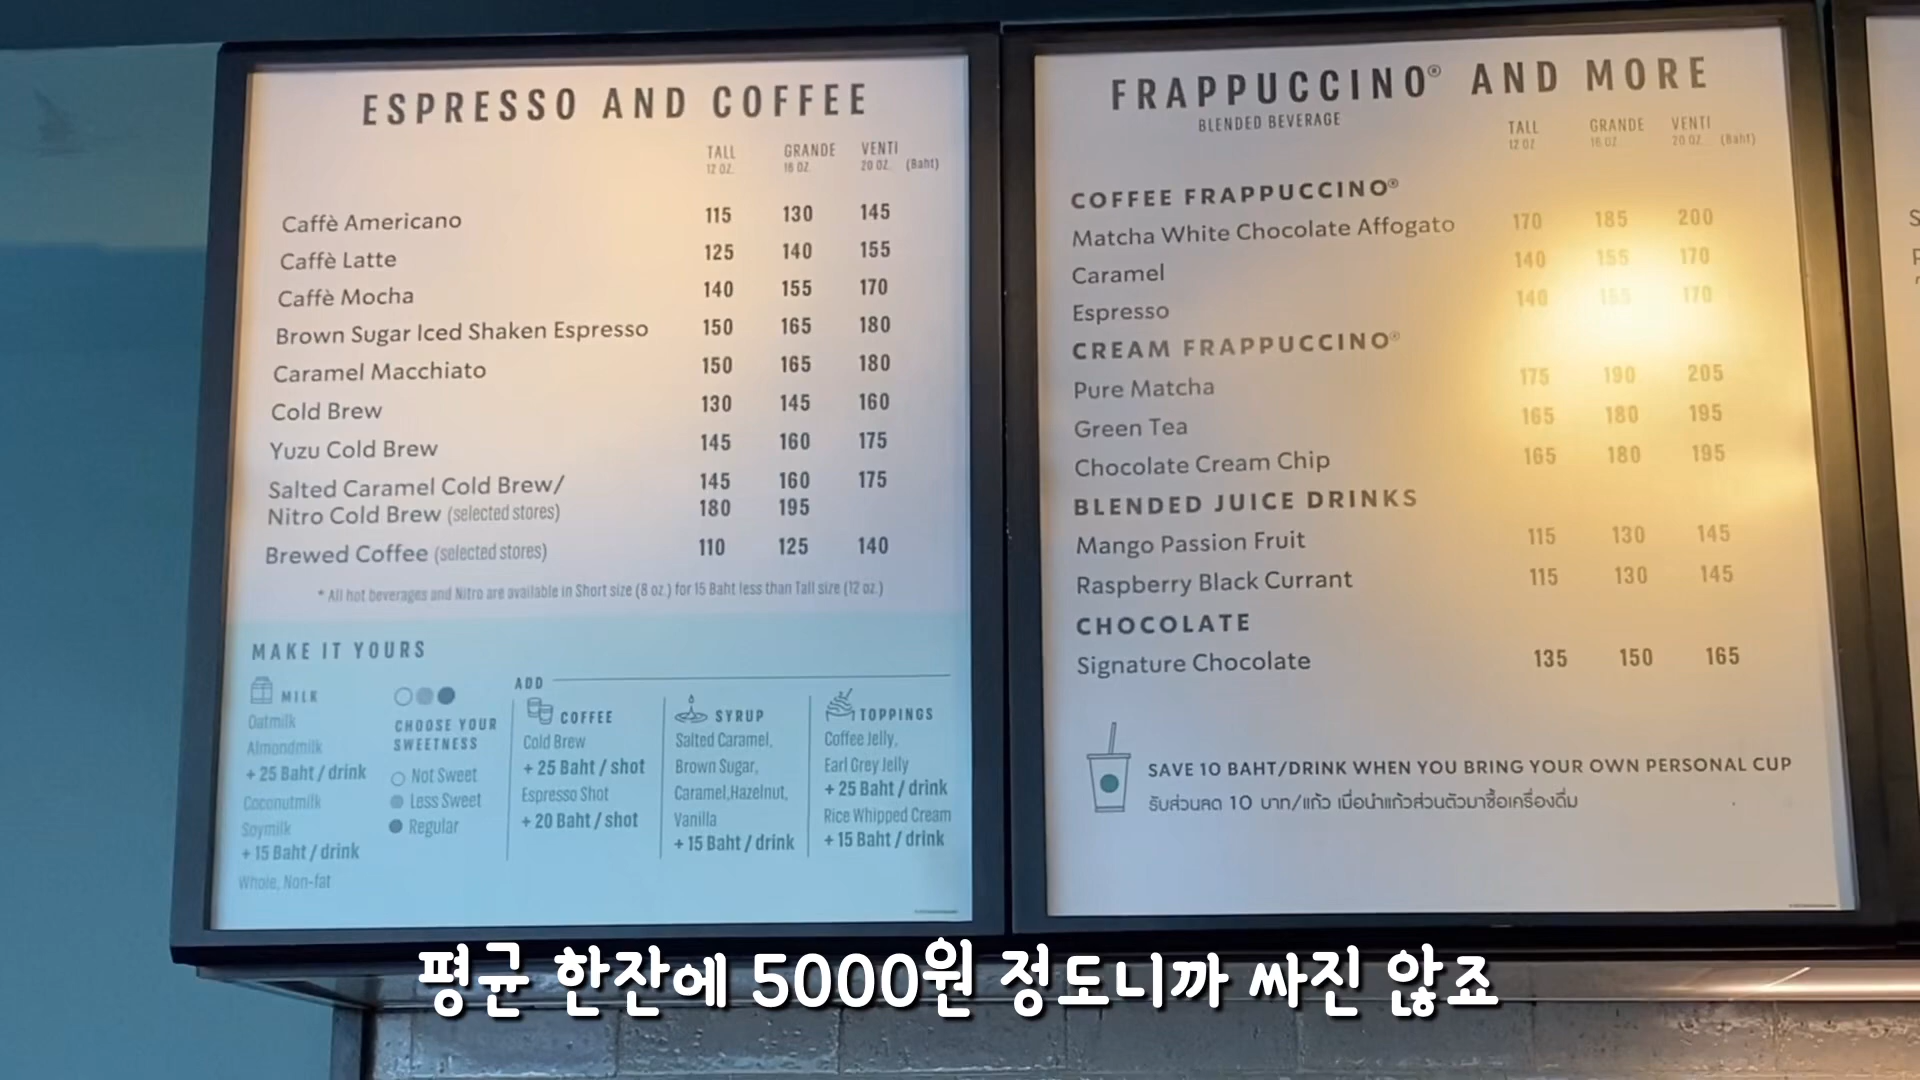 ESPRESSO AND COFFEE
TALL GRANDE VENTI
12 OZ. 16 OZ. 20 OZ. (Baht)
Caffè Americano 115 130 145
Caffè Latte 125 140 155
Caffè Mocha 140 155 170
Brown Sugar Iced Shaken Espresso 150 165 180
Caramel Macchiato 150 165 180
Cold Brew 130 145 160
Yuzu Cold Brew 145 160 175
Salted Caramel Cold Brew/ 145 160 175
Nitro Cold Brew (selected stores) 180 195
Brewed Coffee (selected stores) 110 125 140
* All hot beverages and Nitro are available in Short size (8 oz.) for 15 Baht less than Tall size (12 oz.)
MAKE IT YOURS
MILK
Oatmilk
Almondmilk
+ 25 Baht / drink
Coconutmilk
Soymilk
+ 15 Baht / drink
Whole, Non-fat
CHOOSE YOUR
SWEETNESS
Not Sweet
Less Sweet
Regular
ADD
COFFEE
Cold Brew
+ 25 Baht / shot
Espresso Shot
+ 20 Baht / shot
SYRUP
Salted Caramel,
Brown Sugar,
Caramel,Hazelnut,
Vanilla
+ 15 Baht / drink
TOPPINGS
Coffee Jelly,
Earl Grey Jelly
+ 25 Baht / drink
Rice Whipped Cream
+ 15 Baht / drink
FRAPPUCCINO® AND MORE
BLENDED BEVERAGE
TALL GRANDE VENTI
12 OZ 16 OZ. 20 OZ. (Baht)
COFFEE FRAPPUCCINO®
Matcha White Chocolate Affogato 170 185 200
Caramel 140 155 170
Espresso 140 155 170
CREAM FRAPPUCCINO®
Pure Matcha 175 190 205
Green Tea 165 180 195
Chocolate Cream Chip 165 180 195
BLENDED JUICE DRINKS
Mango Passion Fruit 115 130 145
Raspberry Black Currant 115 130 145
CHOCOLATE
Signature Chocolate 135 150 165
SAVE 10 BAHT/DRINK WHEN YOU BRING YOUR OWN PERSONAL CUP
รับส่วนลด 10 บาท/แก้ว เมื่อนำแก้วส่วนตัวมาซื้อเครื่องดื่ม
평균 한잔에 5000원 정도니까 싸진 않죠